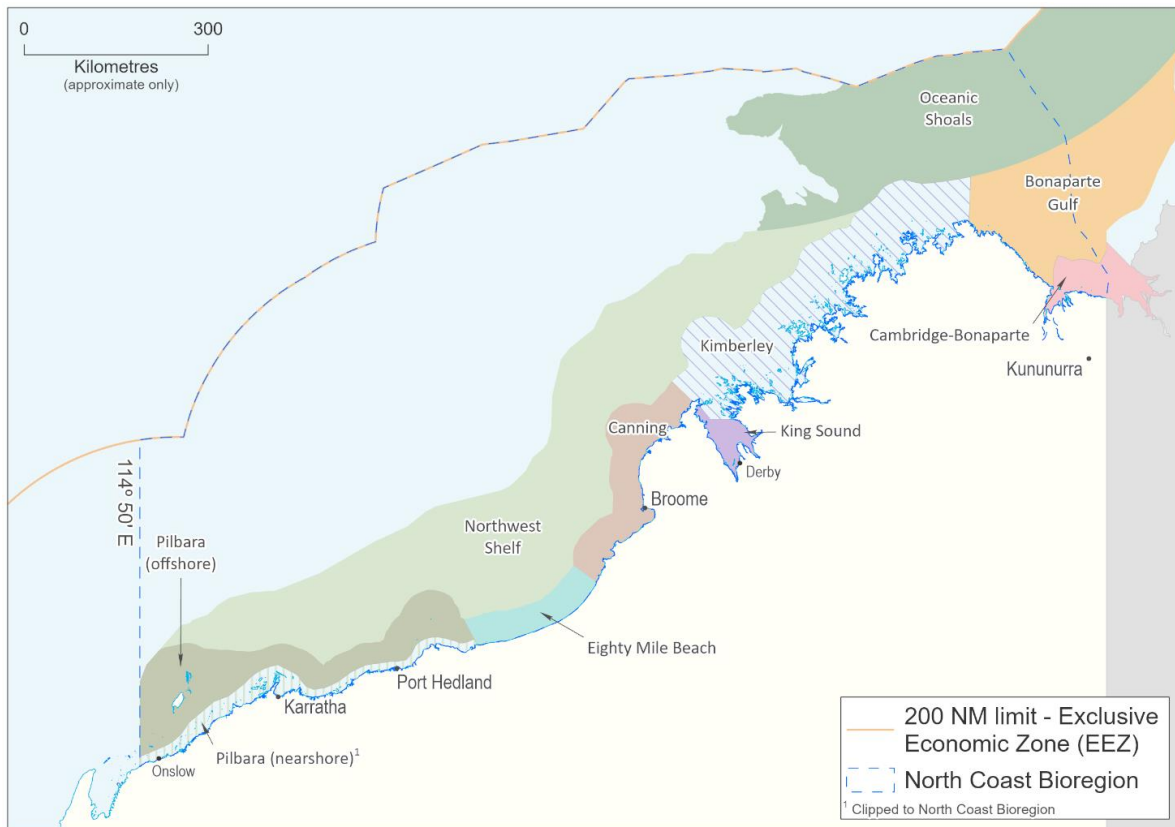 0 300
Kilometres
(approximate only)
Oceanic
Shoals
Bonaparte
Gulf
Kimberley
Cambridge-Bonaparte
Kununurra
Canning
King Sound
Derby
Broome
114º 50' E
Northwest
Shelf
Pilbara
(offshore)
Eighty Mile Beach
Port Hedland
Karratha
Pilbara (nearshore)¹
Onslow
200 NM limit - Exclusive
Economic Zone (EEZ)
North Coast Bioregion
¹ Clipped to North Coast Bioregion